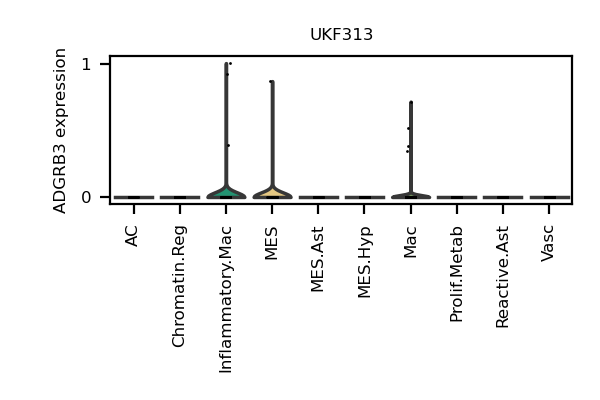 UKF313
ADGRB3 expression
1
0
AC
Chromatin.Reg
Inflammatory.Mac
MES
MES.Ast
MES.Hyp
Mac
Prolif.Metab
Reactive.Ast
Vasc